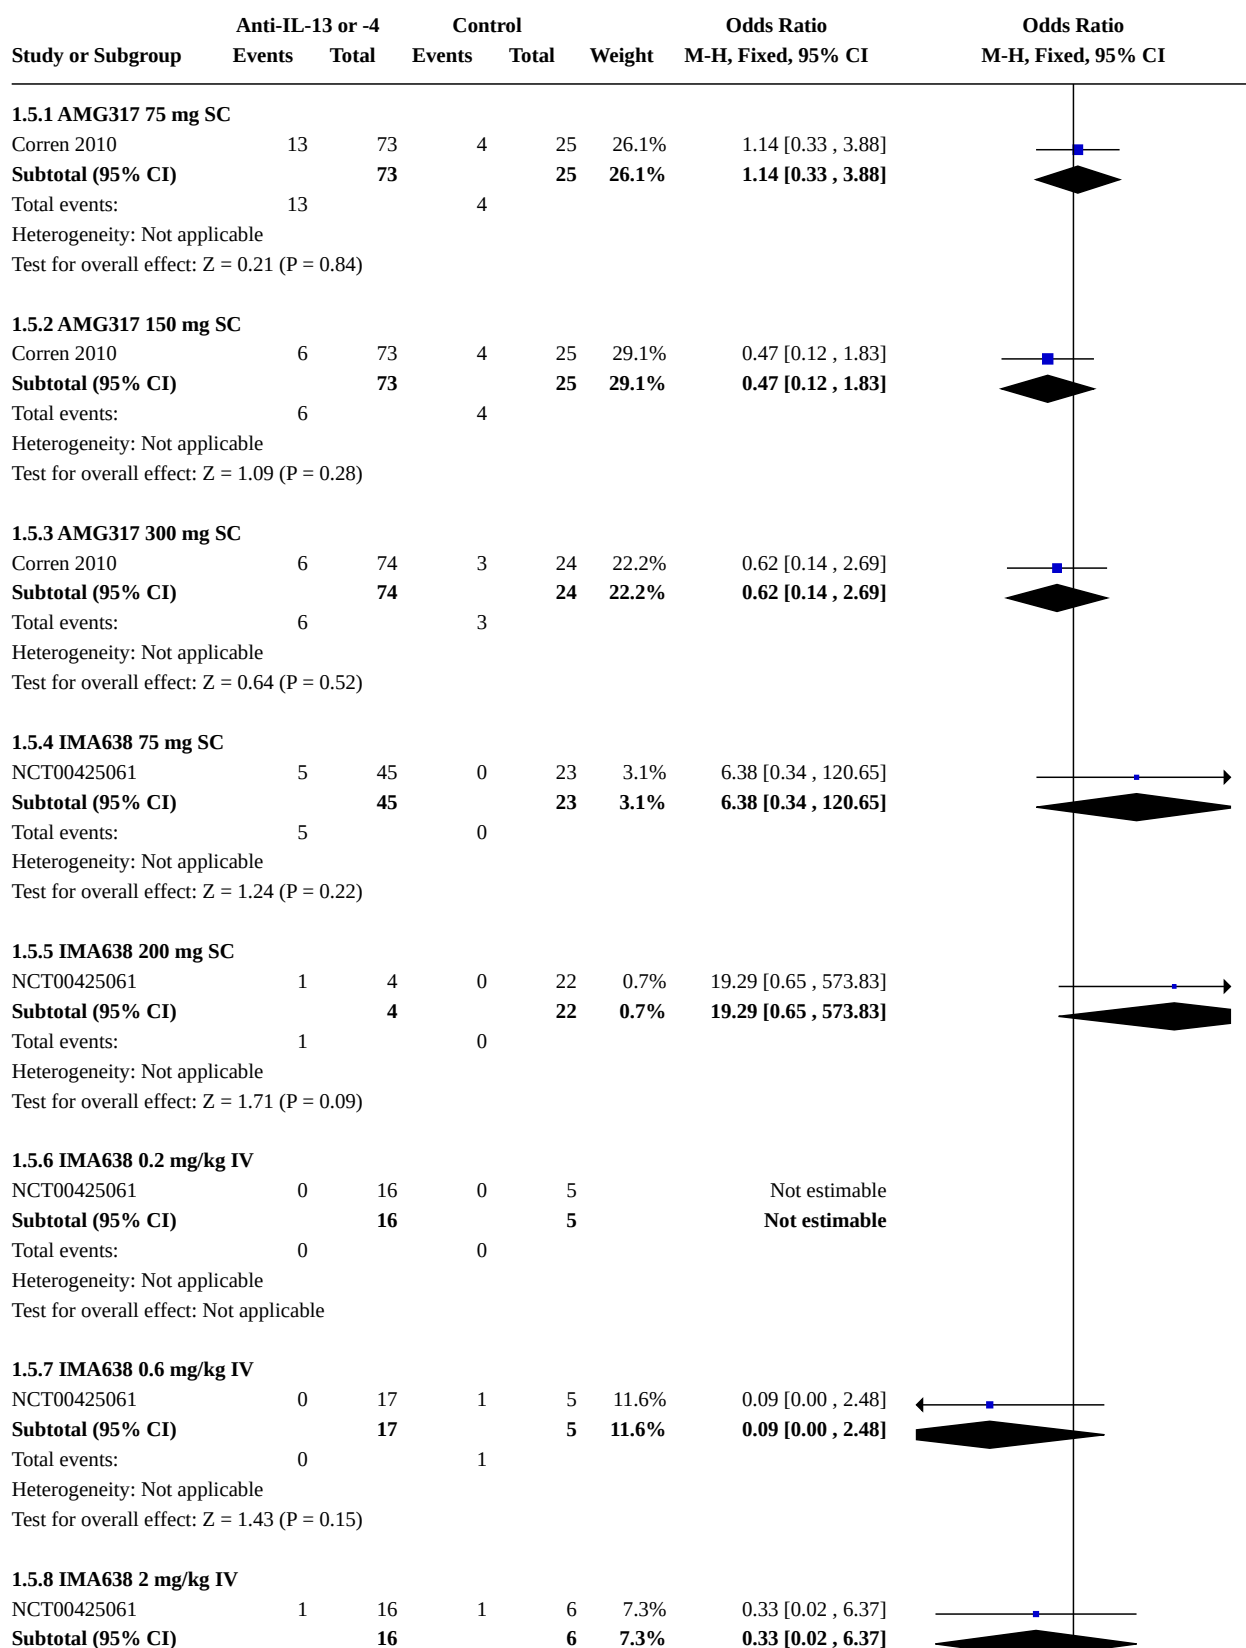 Anti-IL-13 or -4 Control Odds Ratio Odds Ratio
Study or Subgroup Events Total Events Total Weight M-H, Fixed, 95% CI M-H, Fixed, 95% CI
1.5.1 AMG317 75 mg SC
Corren 2010 13 73 4 25 26.1% 1.14 [0.33 , 3.88]
Subtotal (95% CI) 73 25 26.1% 1.14 [0.33 , 3.88]
Total events: 13 4
Heterogeneity: Not applicable
Test for overall effect: Z = 0.21 (P = 0.84)
1.5.2 AMG317 150 mg SC
Corren 2010 6 73 4 25 29.1% 0.47 [0.12 , 1.83]
Subtotal (95% CI) 73 25 29.1% 0.47 [0.12 , 1.83]
Total events: 6 4
Heterogeneity: Not applicable
Test for overall effect: Z = 1.09 (P = 0.28)
1.5.3 AMG317 300 mg SC
Corren 2010 6 74 3 24 22.2% 0.62 [0.14 , 2.69]
Subtotal (95% CI) 74 24 22.2% 0.62 [0.14 , 2.69]
Total events: 6 3
Heterogeneity: Not applicable
Test for overall effect: Z = 0.64 (P = 0.52)
1.5.4 IMA638 75 mg SC
NCT00425061 5 45 0 23 3.1% 6.38 [0.34 , 120.65]
Subtotal (95% CI) 45 23 3.1% 6.38 [0.34 , 120.65]
Total events: 5 0
Heterogeneity: Not applicable
Test for overall effect: Z = 1.24 (P = 0.22)
1.5.5 IMA638 200 mg SC
NCT00425061 1 4 0 22 0.7% 19.29 [0.65 , 573.83]
Subtotal (95% CI) 4 22 0.7% 19.29 [0.65 , 573.83]
Total events: 1 0
Heterogeneity: Not applicable
Test for overall effect: Z = 1.71 (P = 0.09)
1.5.6 IMA638 0.2 mg/kg IV
NCT00425061 0 16 0 5 Not estimable
Subtotal (95% CI) 16 5 Not estimable
Total events: 0 0
Heterogeneity: Not applicable
Test for overall effect: Not applicable
1.5.7 IMA638 0.6 mg/kg IV
NCT00425061 0 17 1 5 11.6% 0.09 [0.00 , 2.48]
Subtotal (95% CI) 17 5 11.6% 0.09 [0.00 , 2.48]
Total events: 0 1
Heterogeneity: Not applicable
Test for overall effect: Z = 1.43 (P = 0.15)
1.5.8 IMA638 2 mg/kg IV
NCT00425061 1 16 1 6 7.3% 0.33 [0.02 , 6.37]
Subtotal (95% CI) 16 6 7.3% 0.33 [0.02 , 6.37]